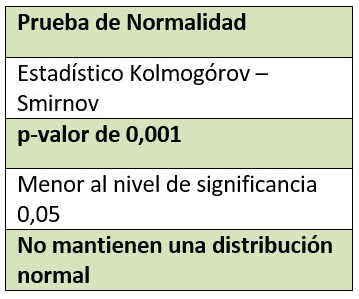 Prueba de Normalidad
Estadístico Kolmogórov –
Smirnov
p-valor de 0,001
Menor al nivel de significancia
0,05
No mantienen una distribución
normal